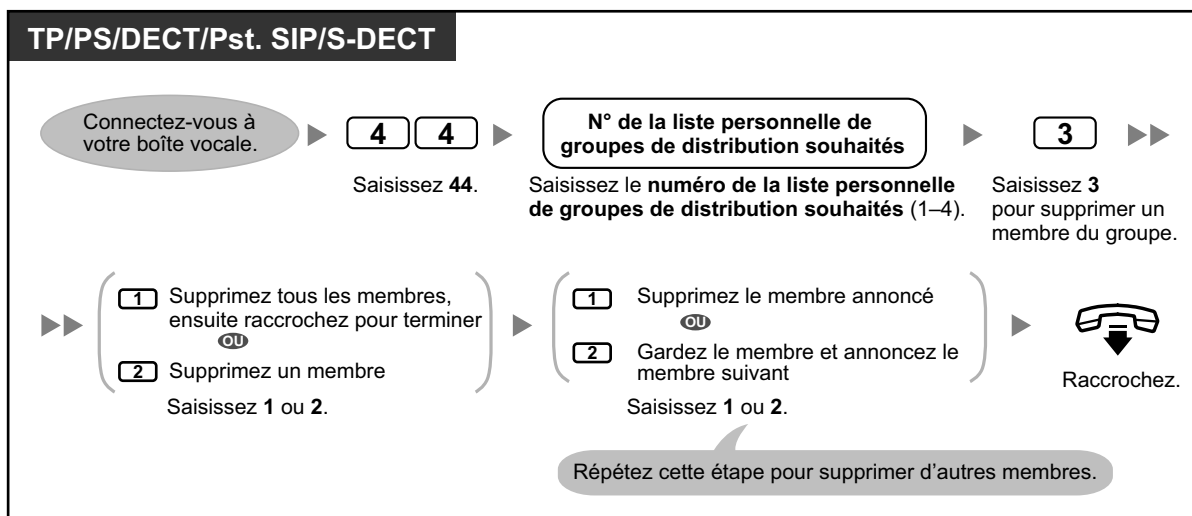 TP/PS/DECT/Pst. SIP/S-DECT
Connectez-vous à
votre boîte vocale.
4 4
Saisissez 44.
N° de la liste personnelle de
groupes de distribution souhaités
Saisissez le numéro de la liste personnelle
de groupes de distribution souhaités (1–4).
3
Saisissez 3
pour supprimer un
membre du groupe.
1 Supprimez tous les membres,
ensuite raccrochez pour terminer
OU
2 Supprimez un membre
Saisissez 1 ou 2.
1 Supprimez le membre annoncé
OU
2 Gardez le membre et annoncez le
membre suivant
Saisissez 1 ou 2.
Répétez cette étape pour supprimer d'autres membres.
Raccrochez.